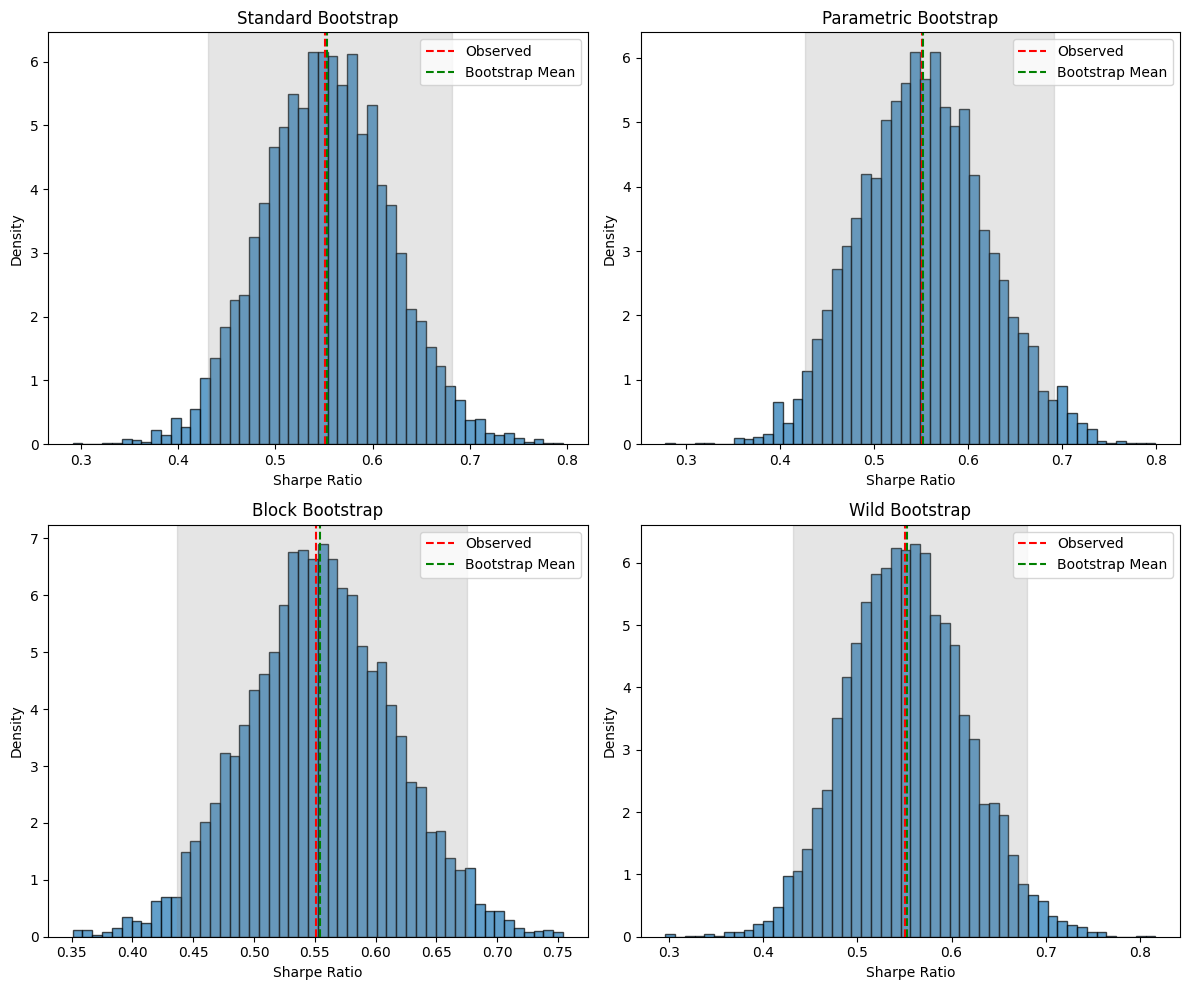 Standard Bootstrap
Observed
Bootstrap Mean
Density
0
1
2
3
4
5
6
0.3
0.4
0.5
0.6
0.7
0.8
Sharpe Ratio
Parametric Bootstrap
Observed
Bootstrap Mean
Density
0
1
2
3
4
5
6
0.3
0.4
0.5
0.6
0.7
0.8
Sharpe Ratio
Block Bootstrap
Observed
Bootstrap Mean
Density
0
1
2
3
4
5
6
7
0.35
0.40
0.45
0.50
0.55
0.60
0.65
0.70
0.75
Sharpe Ratio
Wild Bootstrap
Observed
Bootstrap Mean
Density
0
1
2
3
4
5
6
0.3
0.4
0.5
0.6
0.7
0.8
Sharpe Ratio